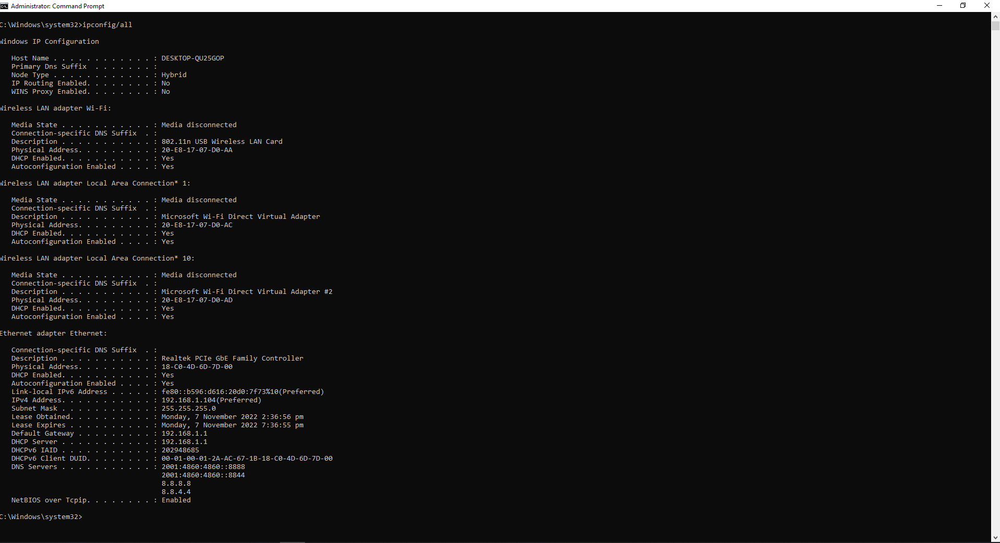 Administrator: Command Prompt
C:\Windows\system32>ipconfig/all
Windows IP Configuration
Host Name . . . . . . . . . . . . : DESKTOP-QU25GOP
Primary Dns Suffix  . . . . . . . :
Node Type . . . . . . . . . . . . : Hybrid
IP Routing Enabled. . . . . . . . : No
WINS Proxy Enabled. . . . . . . . : No
Wireless LAN adapter Wi-Fi:
Media State . . . . . . . . . . . : Media disconnected
Connection-specific DNS Suffix  . :
Description . . . . . . . . . . . : 802.11n USB Wireless LAN Card
Physical Address. . . . . . . . . : 20-E8-17-07-D0-AA
DHCP Enabled. . . . . . . . . . . : Yes
Autoconfiguration Enabled . . . . : Yes
Wireless LAN adapter Local Area Connection* 1:
Media State . . . . . . . . . . . : Media disconnected
Connection-specific DNS Suffix  . :
Description . . . . . . . . . . . : Microsoft Wi-Fi Direct Virtual Adapter
Physical Address. . . . . . . . . : 20-E8-17-07-D0-AC
DHCP Enabled. . . . . . . . . . . : Yes
Autoconfiguration Enabled . . . . : Yes
Wireless LAN adapter Local Area Connection* 10:
Media State . . . . . . . . . . . : Media disconnected
Connection-specific DNS Suffix  . :
Description . . . . . . . . . . . : Microsoft Wi-Fi Direct Virtual Adapter #2
Physical Address. . . . . . . . . : 20-E8-17-07-D0-AD
DHCP Enabled. . . . . . . . . . . : Yes
Autoconfiguration Enabled . . . . : Yes
Ethernet adapter Ethernet:
Connection-specific DNS Suffix  . :
Description . . . . . . . . . . . : Realtek PCIe GbE Family Controller
Physical Address. . . . . . . . . : 18-C0-4D-6D-7D-00
DHCP Enabled. . . . . . . . . . . : Yes
Autoconfiguration Enabled . . . . : Yes
Link-local IPv6 Address . . . . . : fe80::b596:d616:20d0:7f73%10(Preferred)
IPv4 Address. . . . . . . . . . . : 192.168.1.104(Preferred)
Subnet Mask . . . . . . . . . . . : 255.255.255.0
Lease Obtained. . . . . . . . . . : Monday, 7 November 2022 2:36:56 pm
Lease Expires . . . . . . . . . . : Monday, 7 November 2022 7:36:55 pm
Default Gateway . . . . . . . . . : 192.168.1.1
DHCP Server . . . . . . . . . . . : 192.168.1.1
DHCPv6 IAID . . . . . . . . . . . : 202948685
DHCPv6 Client DUID. . . . . . . . : 00-01-00-01-2A-AC-67-1B-18-C0-4D-6D-7D-00
DNS Servers . . . . . . . . . . . : 2001:4860:4860::8888
2001:4860:4860::8844
8.8.8.8
8.8.4.4
NetBIOS over Tcpip. . . . . . . . : Enabled
C:\Windows\system32>